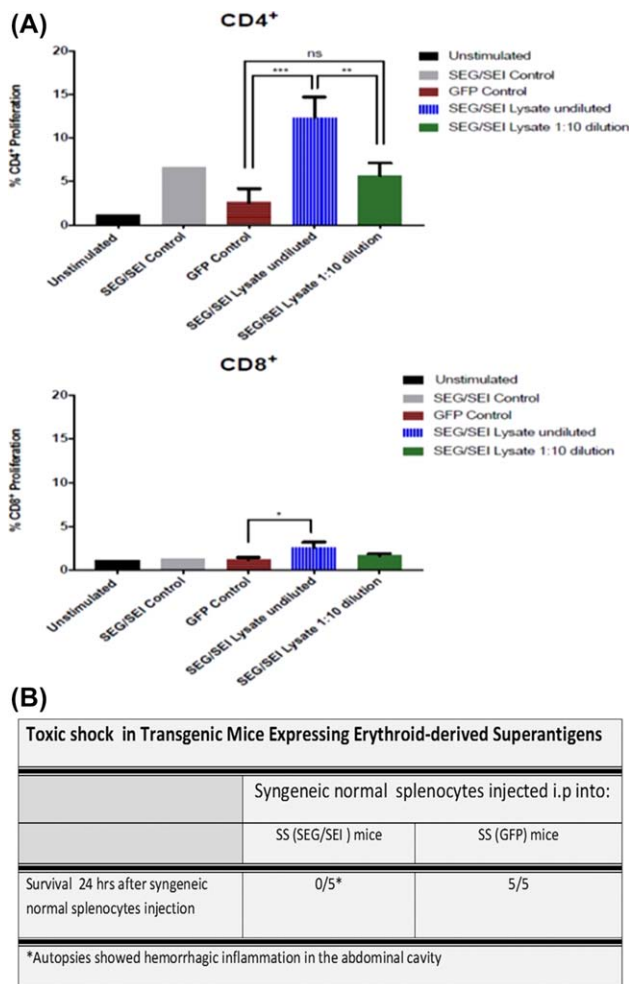 (A)
CD4+
% CD4+ Proliferation
20
15
10
5
0
ns
***
**
Unstimulated
SEG/SEI Control
GFP Control
SEG/SEI Lysate undiluted
SEG/SEI Lysate 1:10 dilution
Unstimulated
SEG/SEI Control
GFP Control
SEG/SEI Lysate undiluted
SEG/SEI Lysate 1:10 dilution
CD8+
% CD8+ Proliferation
20
15
10
5
0
*
Unstimulated
SEG/SEI Control
GFP Control
SEG/SEI Lysate undiluted
SEG/SEI Lysate 1:10 dilution
Unstimulated
SEG/SEI Control
GFP Control
SEG/SEI Lysate undiluted
SEG/SEI Lysate 1:10 dilution
(B)
Toxic shock in Transgenic Mice Expressing Erythroid-derived Superantigens
Syngeneic normal splenocytes injected i.p into:
SS (SEG/SEI ) mice
SS (GFP) mice
Survival 24 hrs after syngeneic
normal splenocytes injection
0/5*
5/5
*Autopsies showed hemorrhagic inflammation in the abdominal cavity